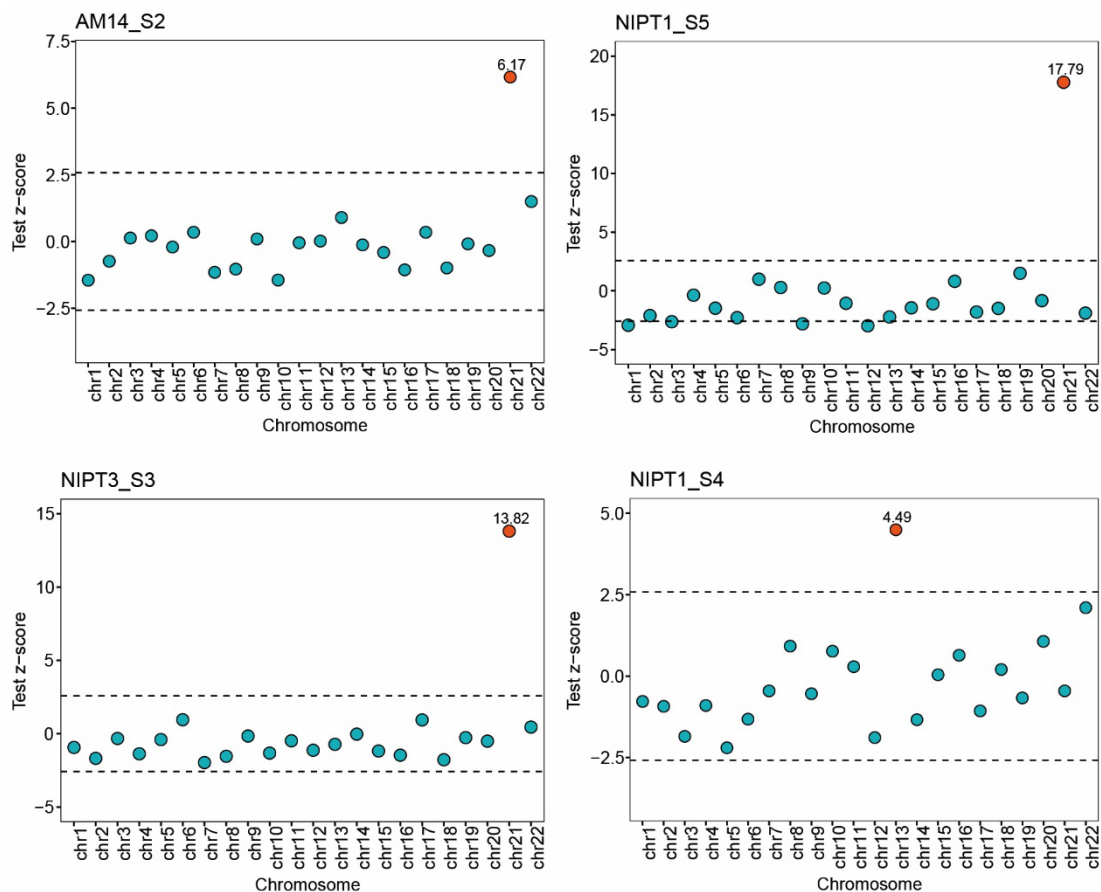 AM14_S2
7.5
5.0
2.5
0.0
−2.5
Test z-score
6.17
chr1
chr2
chr3
chr4
chr5
chr6
chr7
chr8
chr9
chr10
chr11
chr12
chr13
chr14
chr15
chr16
chr17
chr18
chr19
chr20
chr21
chr22
Chromosome
NIPT1_S5
20
15
10
5
0
−5
Test z-score
17.79
chr1
chr2
chr3
chr4
chr5
chr6
chr7
chr8
chr9
chr10
chr11
chr12
chr13
chr14
chr15
chr16
chr17
chr18
chr19
chr20
chr21
chr22
Chromosome
NIPT3_S3
15
10
5
0
−5
Test z-score
13.82
chr1
chr2
chr3
chr4
chr5
chr6
chr7
chr8
chr9
chr10
chr11
chr12
chr13
chr14
chr15
chr16
chr17
chr18
chr19
chr20
chr21
chr22
Chromosome
NIPT1_S4
5.0
2.5
0.0
−2.5
Test z-score
4.49
chr1
chr2
chr3
chr4
chr5
chr6
chr7
chr8
chr9
chr10
chr11
chr12
chr13
chr14
chr15
chr16
chr17
chr18
chr19
chr20
chr21
chr22
Chromosome